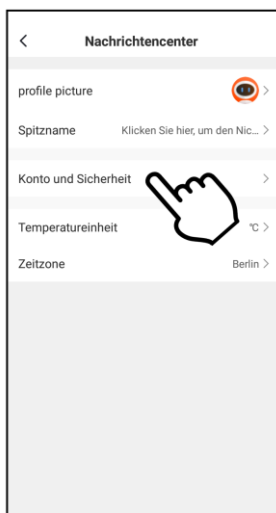 Nachrichtencenter
profile picture
Spitzname Klicken Sie hier, um den Nic...
Konto und Sicherheit
Temperatureinheit °C
Zeitzone Berlin